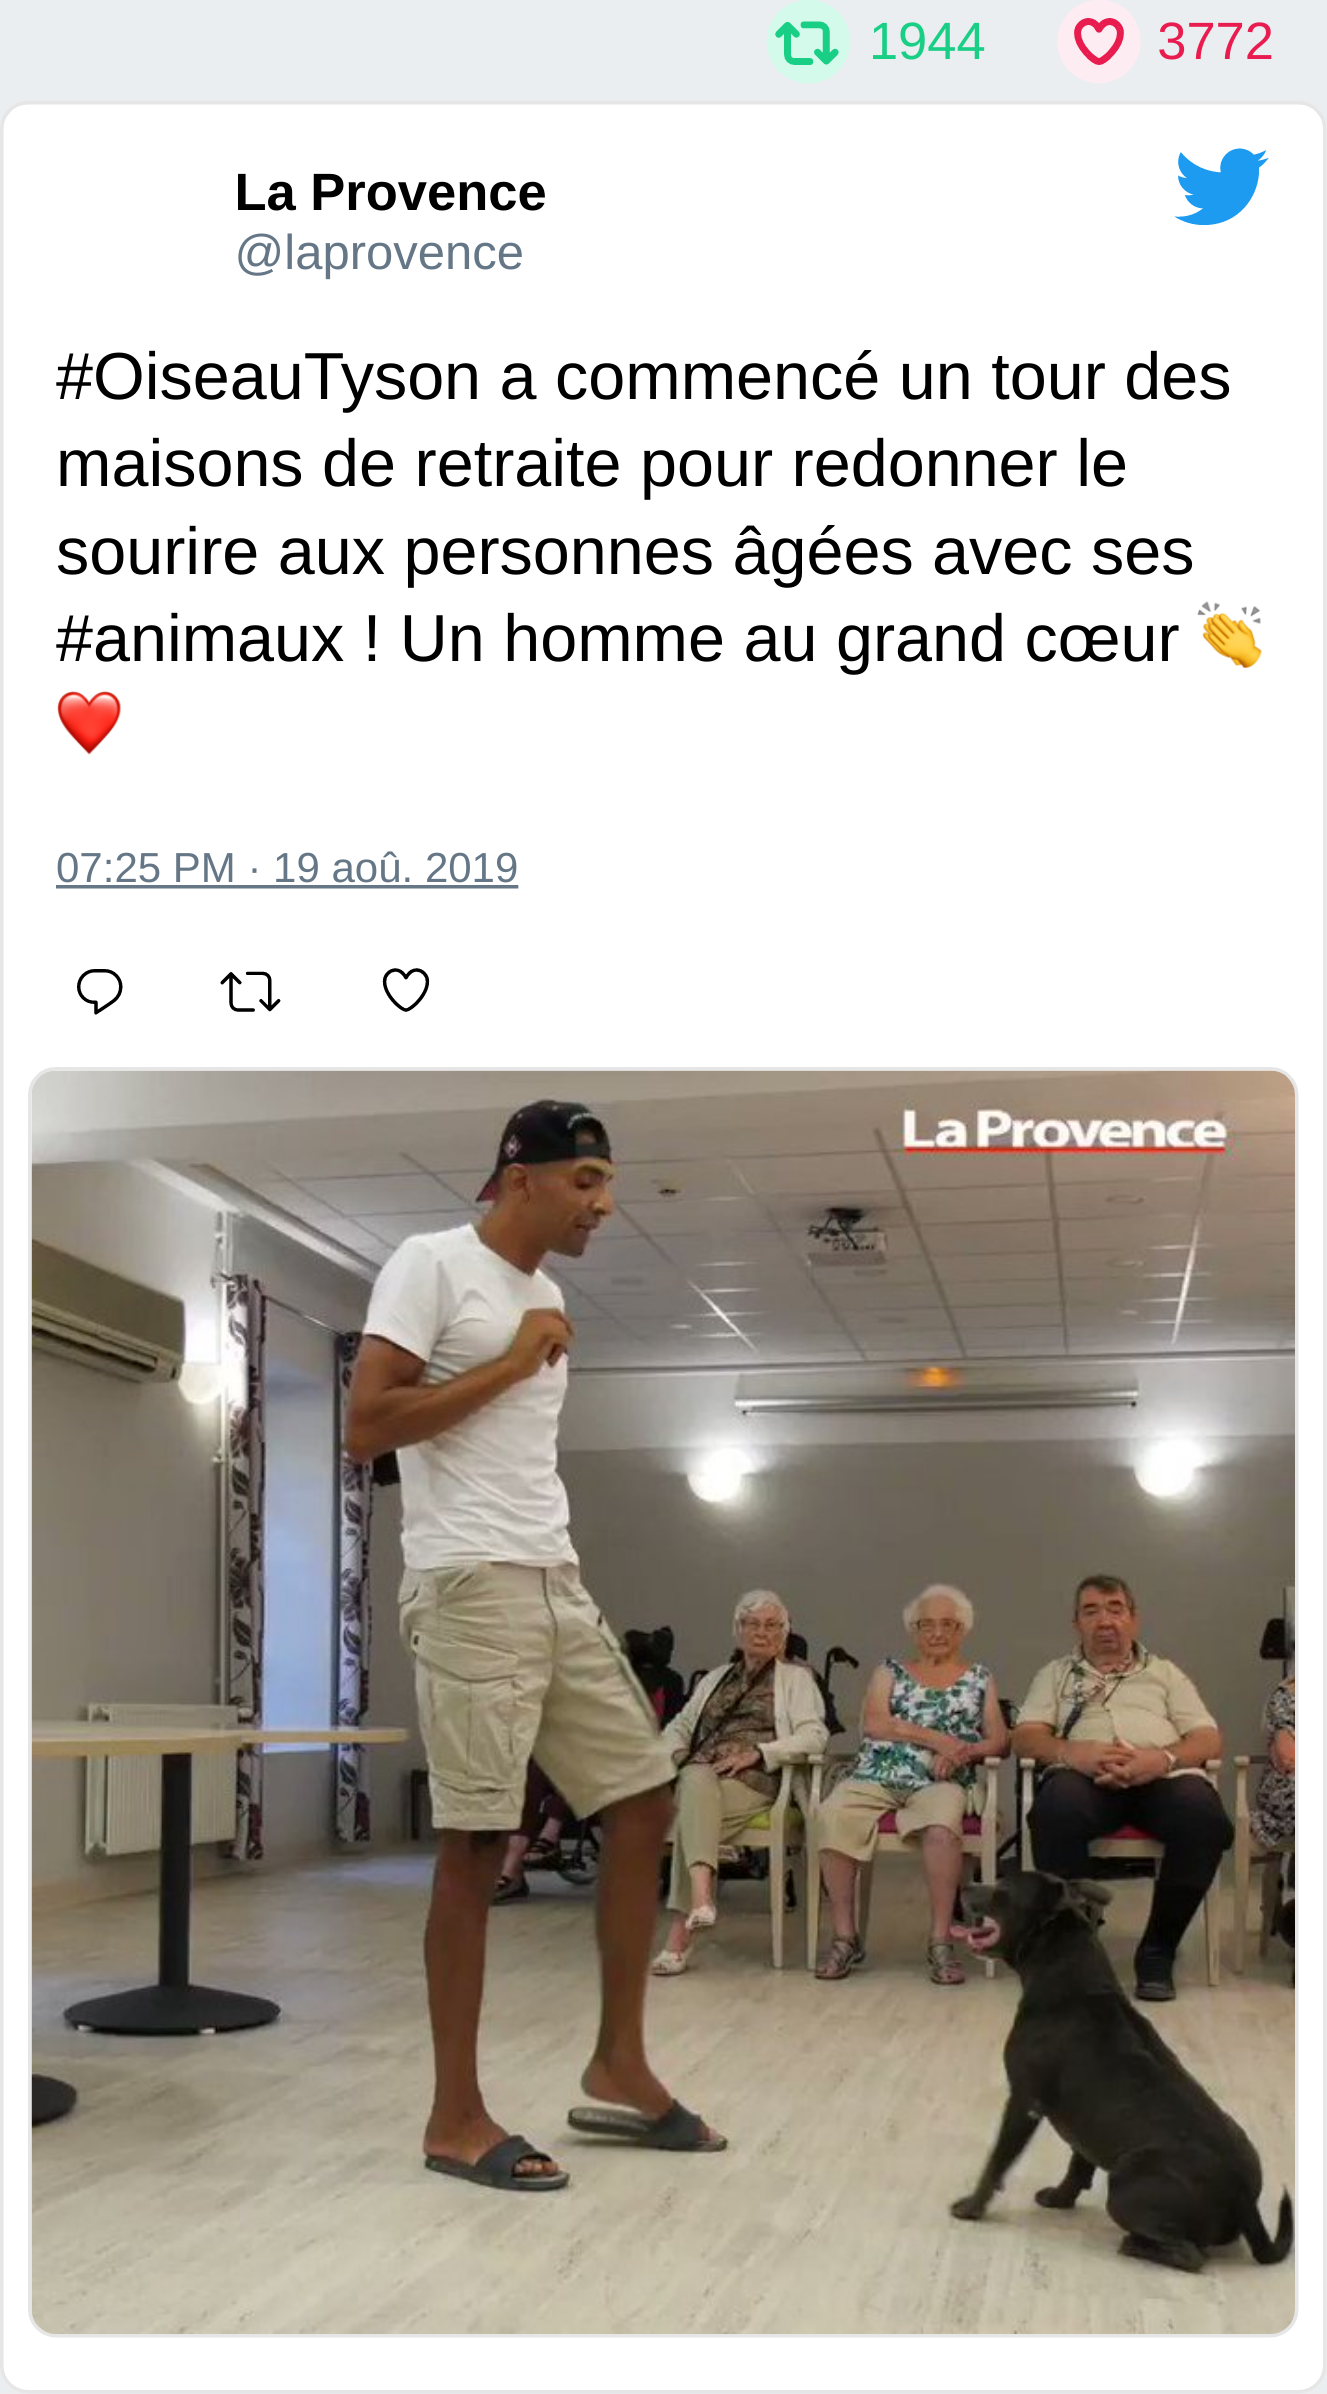 1944 3772
La Provence
@laprovence
#OiseauTyson a commencé un tour des
maisons de retraite pour redonner le
sourire aux personnes âgées avec ses
#animaux ! Un homme au grand cœur 👏
❤️
07:25 PM · 19 aoû. 2019
La Provence